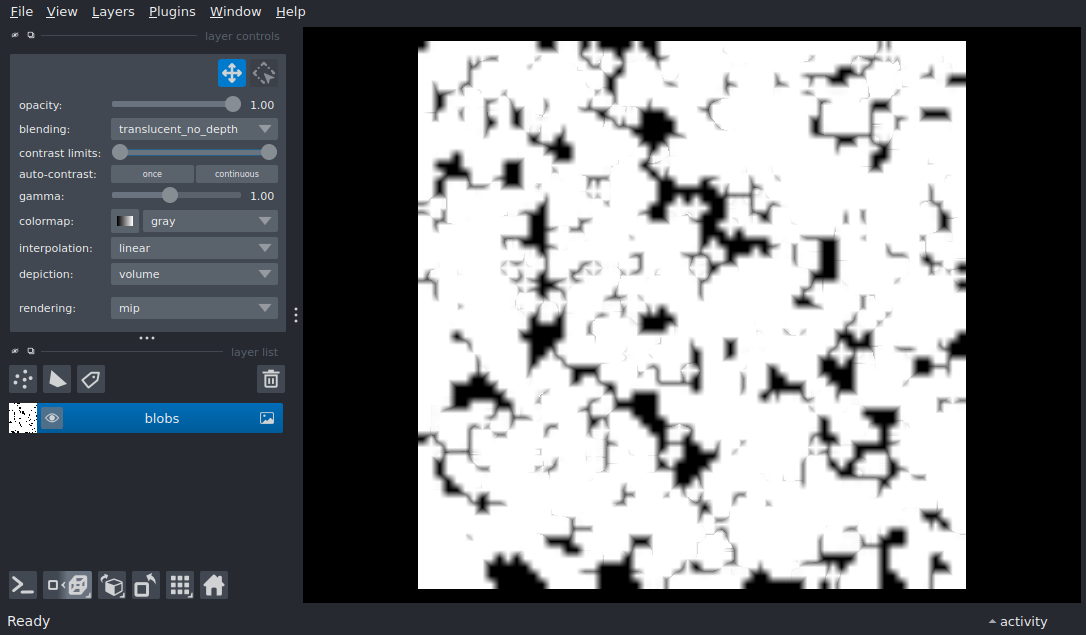 File View Layers Plugins Window Help
layer controls
opacity: 1.00
blending: translucent_no_depth
contrast limits:
auto-contrast: once continuous
gamma: 1.00
colormap: gray
interpolation: linear
depiction: volume
rendering: mip
layer list
blobs
Ready activity